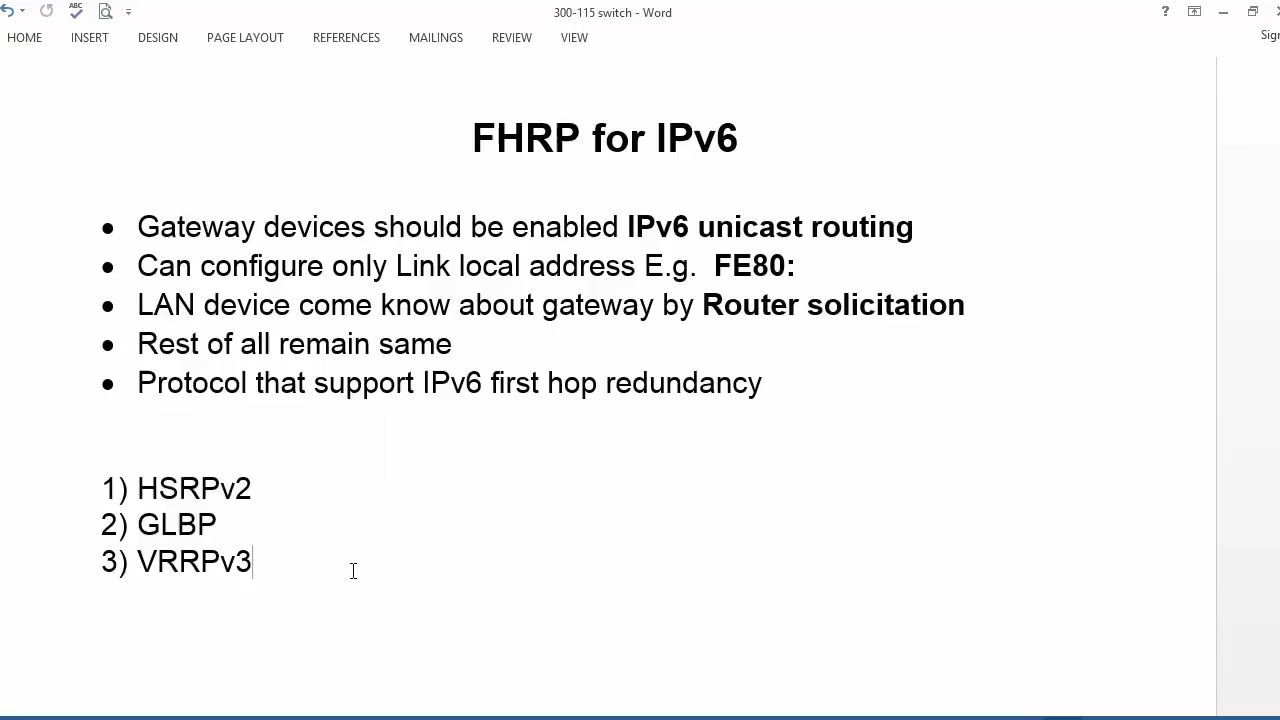 ABC
300-115 switch - Word
?
HOME INSERT DESIGN PAGE LAYOUT REFERENCES MAILINGS REVIEW VIEW
FHRP for IPv6
• Gateway devices should be enabled IPv6 unicast routing
• Can configure only Link local address E.g. FE80:
• LAN device come know about gateway by Router solicitation
• Rest of all remain same
• Protocol that support IPv6 first hop redundancy
1) HSRPv2
2) GLBP
3) VRRPv3